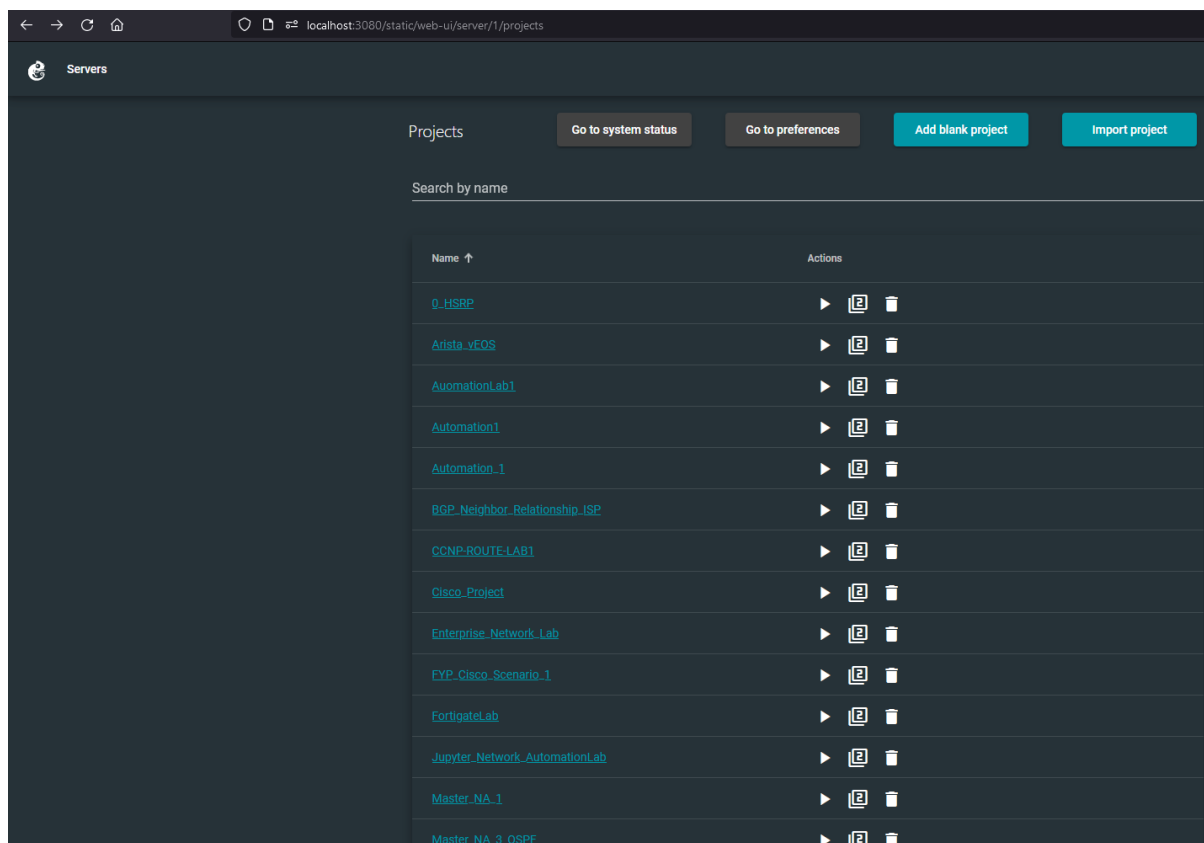 localhost:3080/static/web-ui/server/1/projects
Servers
Projects Go to system status Go to preferences Add blank project Import project
Search by name
Name Actions
0_HSRP
Arista_vEOS
AuomationLab1
Automation1
Automation_1
BGP_Neighbor_Relationship_ISP
CCNP-ROUTE-LAB1
Cisco_Project
Enterprise_Network_Lab
FYP_Cisco_Scenario_1
FortigateLab
Jupyter_Network_AutomationLab
Master_NA_1
Master_NA_3_OSPF